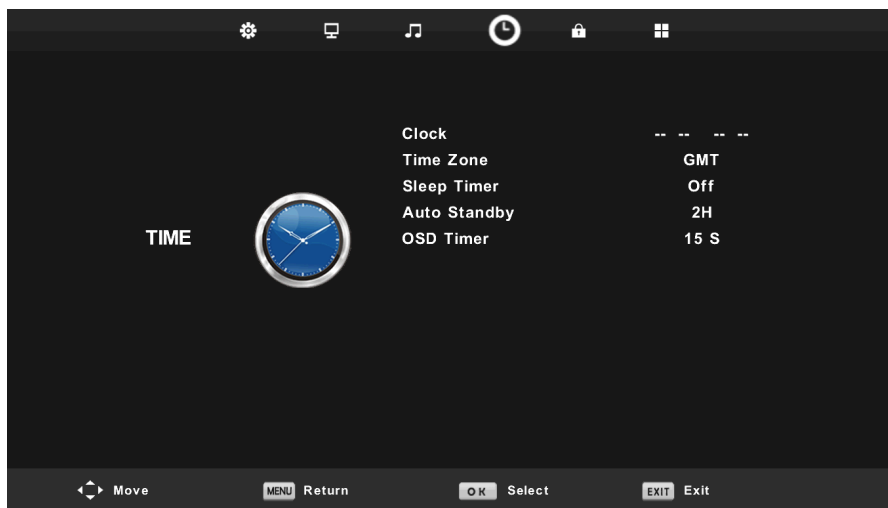 TIME
Clock -- -- -- --
Time Zone GMT
Sleep Timer Off
Auto Standby 2H
OSD Timer 15 S
Move MENU Return OK Select EXIT Exit